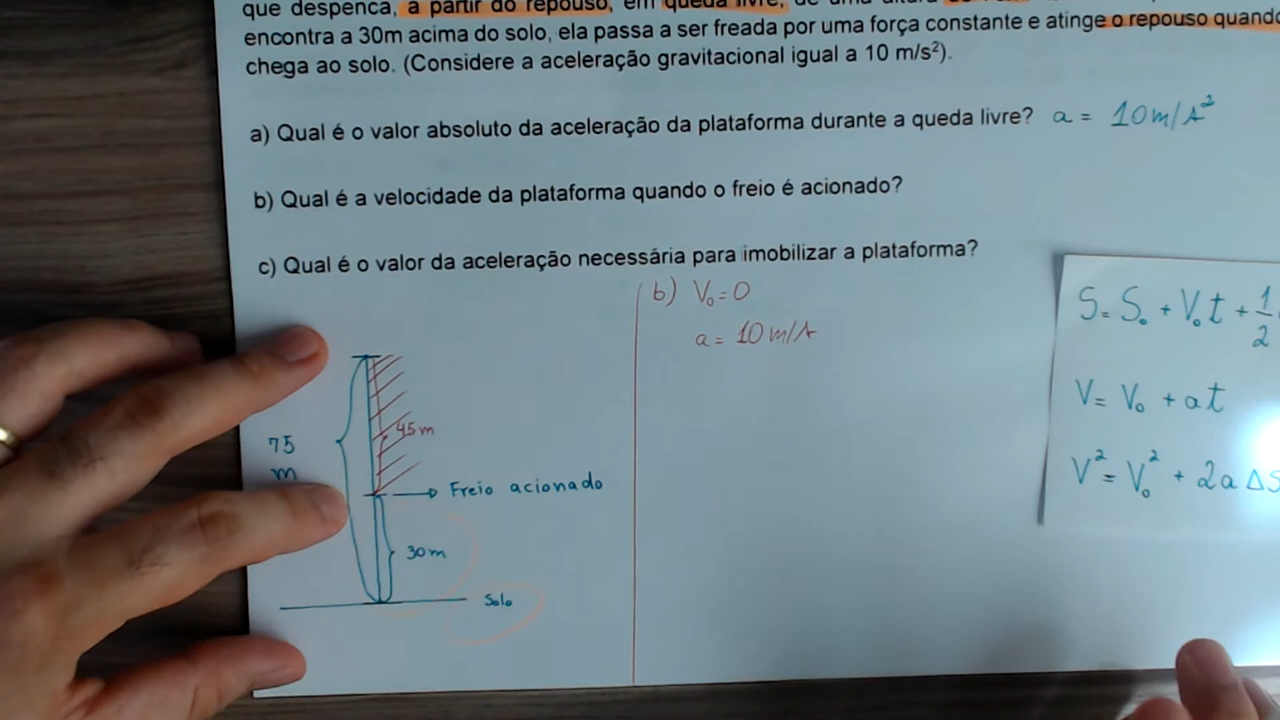 que despenca, a partir do repouso, em queda livre, de uma altura
encontra a 30m acima do solo, ela passa a ser freada por uma força constante e atinge o repouso quando
chega ao solo. (Considere a aceleração gravitacional igual a 10 m/s²).
a) Qual é o valor absoluto da aceleração da plataforma durante a queda livre? a = 10m/s²
b) Qual é a velocidade da plataforma quando o freio é acionado?
c) Qual é o valor da aceleração necessária para imobilizar a plataforma?
b) V₀=0
a = 10m/s
75
m
45m
Freio acionado
30m
Solo
S= S₀ + V₀t + 1/2
V= V₀ + at
V² = V₀² + 2aΔS